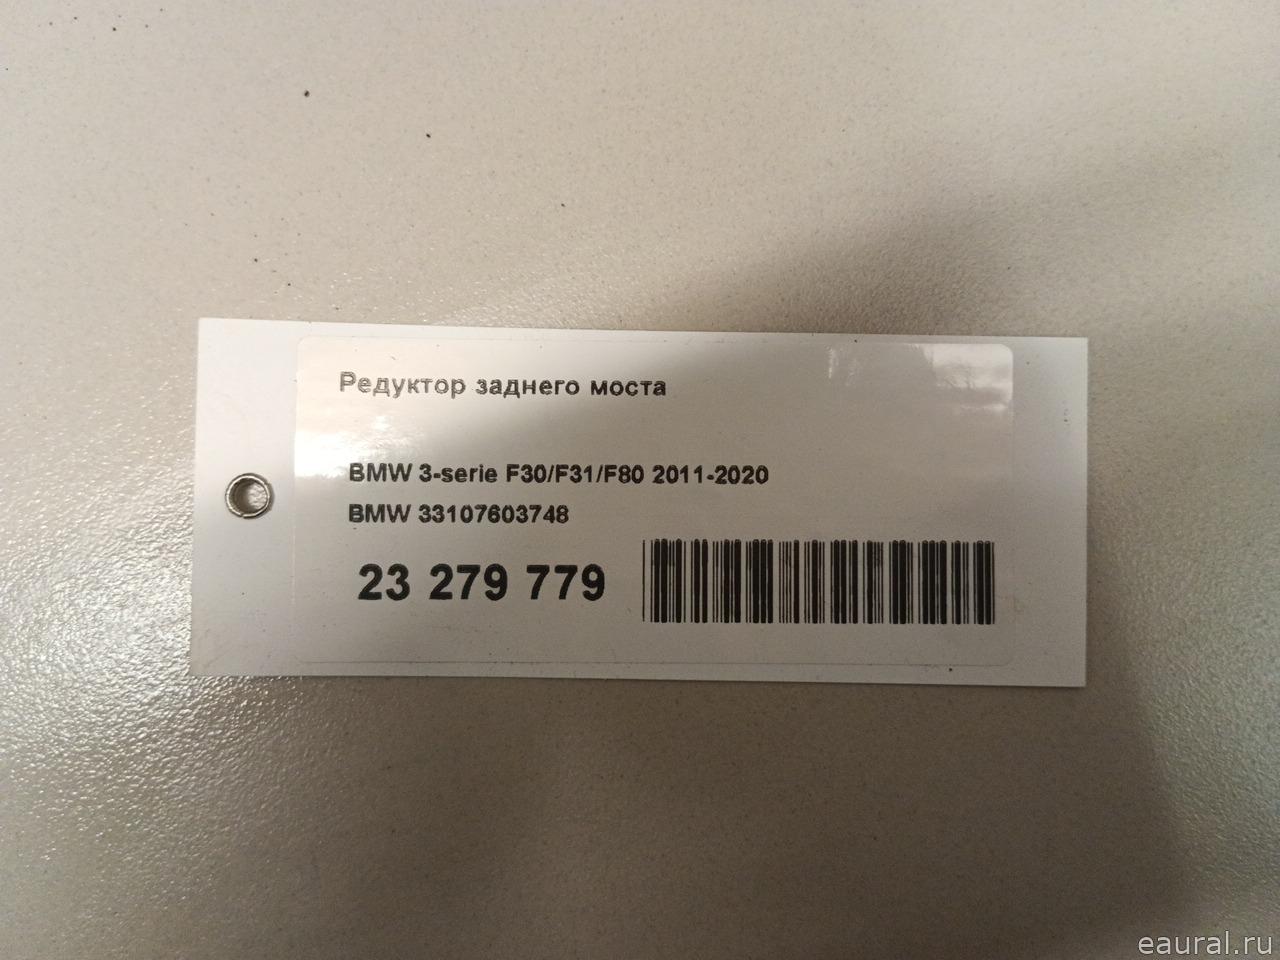 Редуктор заднего моста
BMW 3-serie F30/F31/F80 2011-2020
BMW 33107603748
23 279 779
eaural.ru